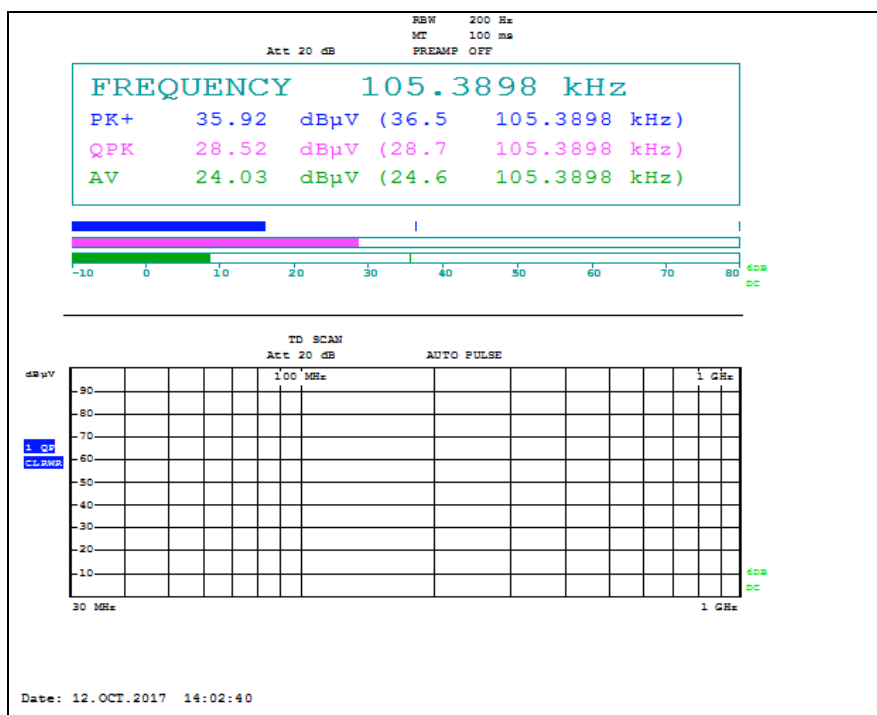 RBW 200 Hz
MT 100 ms
Att 20 dB PREAMP OFF
FREQUENCY 105.3898 kHz
PK+ 35.92 dBµV (36.5 105.3898 kHz)
QPK 28.52 dBµV (28.7 105.3898 kHz)
AV 24.03 dBµV (24.6 105.3898 kHz)
-10 0 10 20 30 40 50 60 70 80
6DB
DC
TD SCAN
Att 20 dB AUTO PULSE
dBµV
100 MHz 1 GHz
90
80
70
1 QP
CLRWR
60
50
40
30
20
10
6DB
DC
30 MHz 1 GHz
Date: 12.OCT.2017 14:02:40